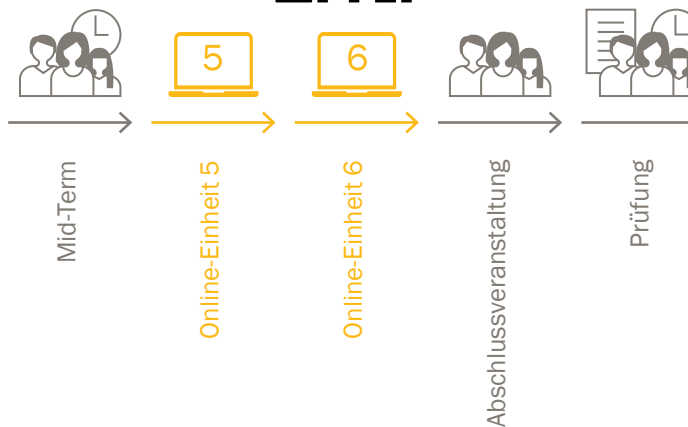 5
6
Mid-Term
Online-Einheit 5
Online-Einheit 6
Abschlussveranstaltung
Prüfung